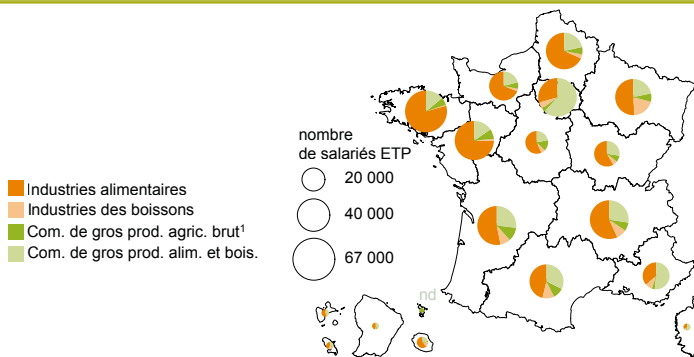 nombre
de salariés ETP
20 000
40 000
67 000
Industries alimentaires
Industries des boissons
Com. de gros prod. agric. brut¹
Com. de gros prod. alim. et bois.
nd